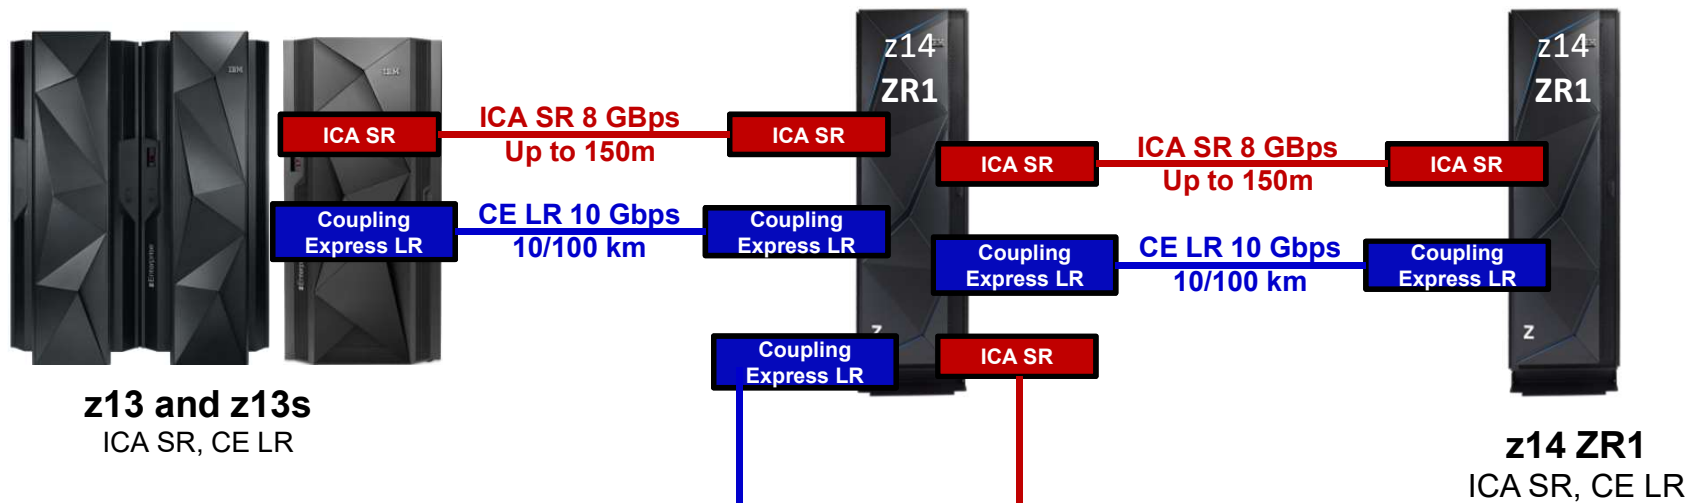 z14
ZR1
z14
ZR1
IBM
IBM
ICA SR
ICA SR 8 GBps
Up to 150m
ICA SR
ICA SR
ICA SR 8 GBps
Up to 150m
ICA SR
Coupling
Express LR
CE LR 10 Gbps
10/100 km
Coupling
Express LR
Coupling
Express LR
CE LR 10 Gbps
10/100 km
Coupling
Express LR
zEnterprise
z
z
Coupling
Express LR
ICA SR
z13 and z13s
ICA SR, CE LR
z14 ZR1
ICA SR, CE LR